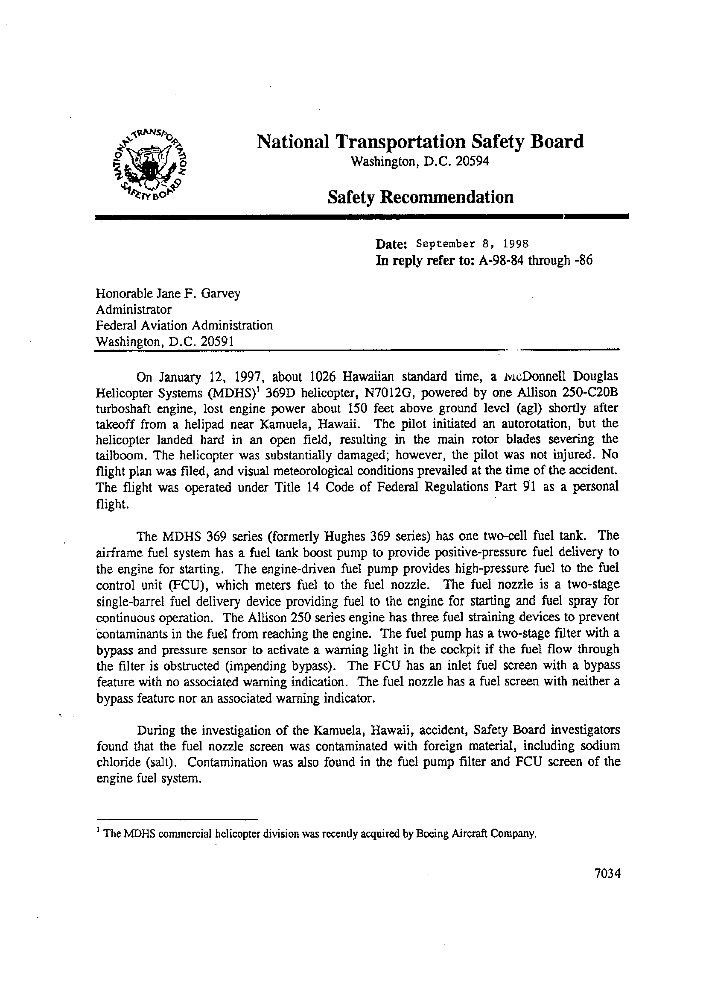 NATIONAL TRANSPORTATION SAFETY BOARD
National Transportation Safety Board
Washington, D.C. 20594
Safety Recommendation
Date: September 8, 1998
In reply refer to: A-98-84 through -86
Honorable Jane F. Garvey
Administrator
Federal Aviation Administration
Washington, D.C. 20591
On January 12, 1997, about 1026 Hawaiian standard time, a McDonnell Douglas
Helicopter Systems (MDHS)¹ 369D helicopter, N7012G, powered by one Allison 250-C20B
turboshaft engine, lost engine power about 150 feet above ground level (agl) shortly after
takeoff from a helipad near Kamuela, Hawaii. The pilot initiated an autorotation, but the
helicopter landed hard in an open field, resulting in the main rotor blades severing the
tailboom. The helicopter was substantially damaged; however, the pilot was not injured. No
flight plan was filed, and visual meteorological conditions prevailed at the time of the accident.
The flight was operated under Title 14 Code of Federal Regulations Part 91 as a personal
flight.
The MDHS 369 series (formerly Hughes 369 series) has one two-cell fuel tank. The
airframe fuel system has a fuel tank boost pump to provide positive-pressure fuel delivery to
the engine for starting. The engine-driven fuel pump provides high-pressure fuel to the fuel
control unit (FCU), which meters fuel to the fuel nozzle. The fuel nozzle is a two-stage
single-barrel fuel delivery device providing fuel to the engine for starting and fuel spray for
continuous operation. The Allison 250 series engine has three fuel straining devices to prevent
contaminants in the fuel from reaching the engine. The fuel pump has a two-stage filter with a
bypass and pressure sensor to activate a warning light in the cockpit if the fuel flow through
the filter is obstructed (impending bypass). The FCU has an inlet fuel screen with a bypass
feature with no associated warning indication. The fuel nozzle has a fuel screen with neither a
bypass feature nor an associated warning indicator.
During the investigation of the Kamuela, Hawaii, accident, Safety Board investigators
found that the fuel nozzle screen was contaminated with foreign material, including sodium
chloride (salt). Contamination was also found in the fuel pump filter and FCU screen of the
engine fuel system.
¹ The MDHS commercial helicopter division was recently acquired by Boeing Aircraft Company.
7034